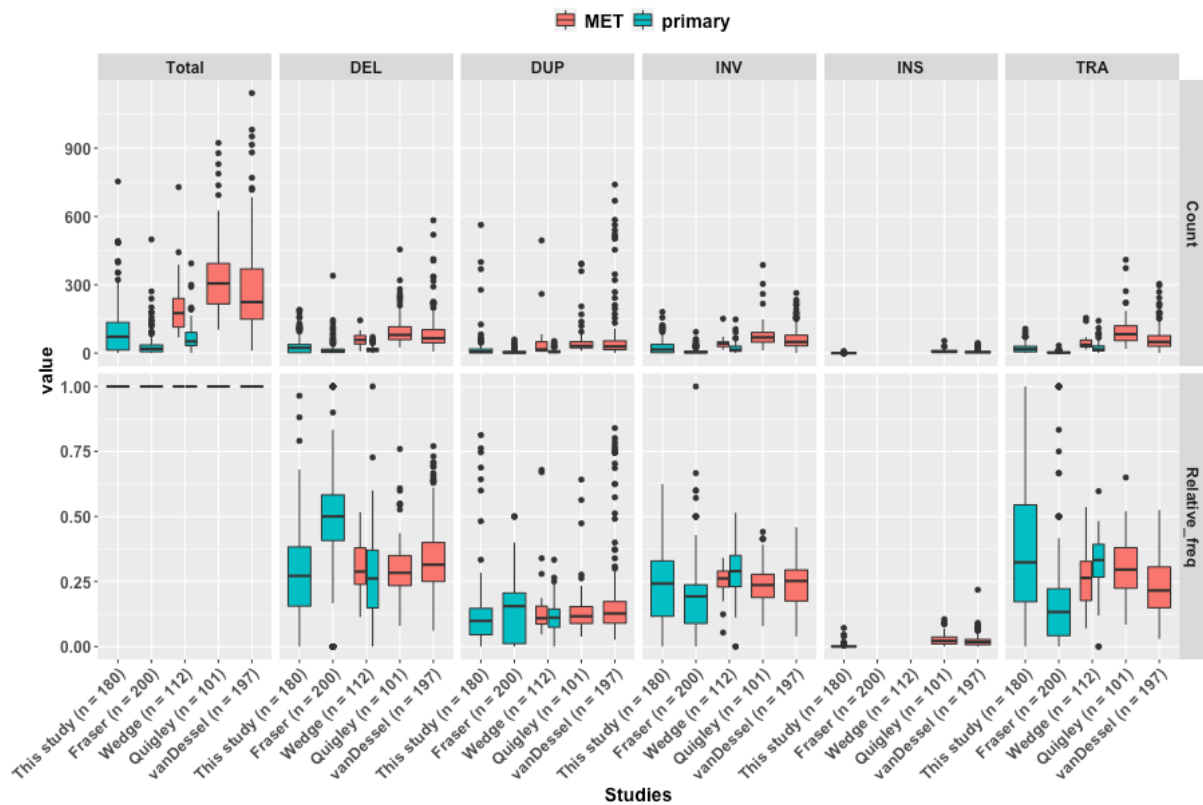 MET primary
Total DEL DUP INV INS TRA
900
600
300
0
Count
value
1.00
0.75
0.50
0.25
0.00
Relative_freq
This study (n = 180)
Fraser (n = 200)
Wedge (n = 112)
Quigley (n = 101)
vanDessel (n = 197)
This study (n = 180)
Fraser (n = 200)
Wedge (n = 112)
Quigley (n = 101)
vanDessel (n = 197)
This study (n = 180)
Fraser (n = 200)
Wedge (n = 112)
Quigley (n = 101)
vanDessel (n = 197)
This study (n = 180)
Fraser (n = 200)
Wedge (n = 112)
Quigley (n = 101)
vanDessel (n = 197)
This study (n = 180)
Fraser (n = 200)
Wedge (n = 112)
Quigley (n = 101)
vanDessel (n = 197)
This study (n = 180)
Fraser (n = 200)
Wedge (n = 112)
Quigley (n = 101)
vanDessel (n = 197)
Studies